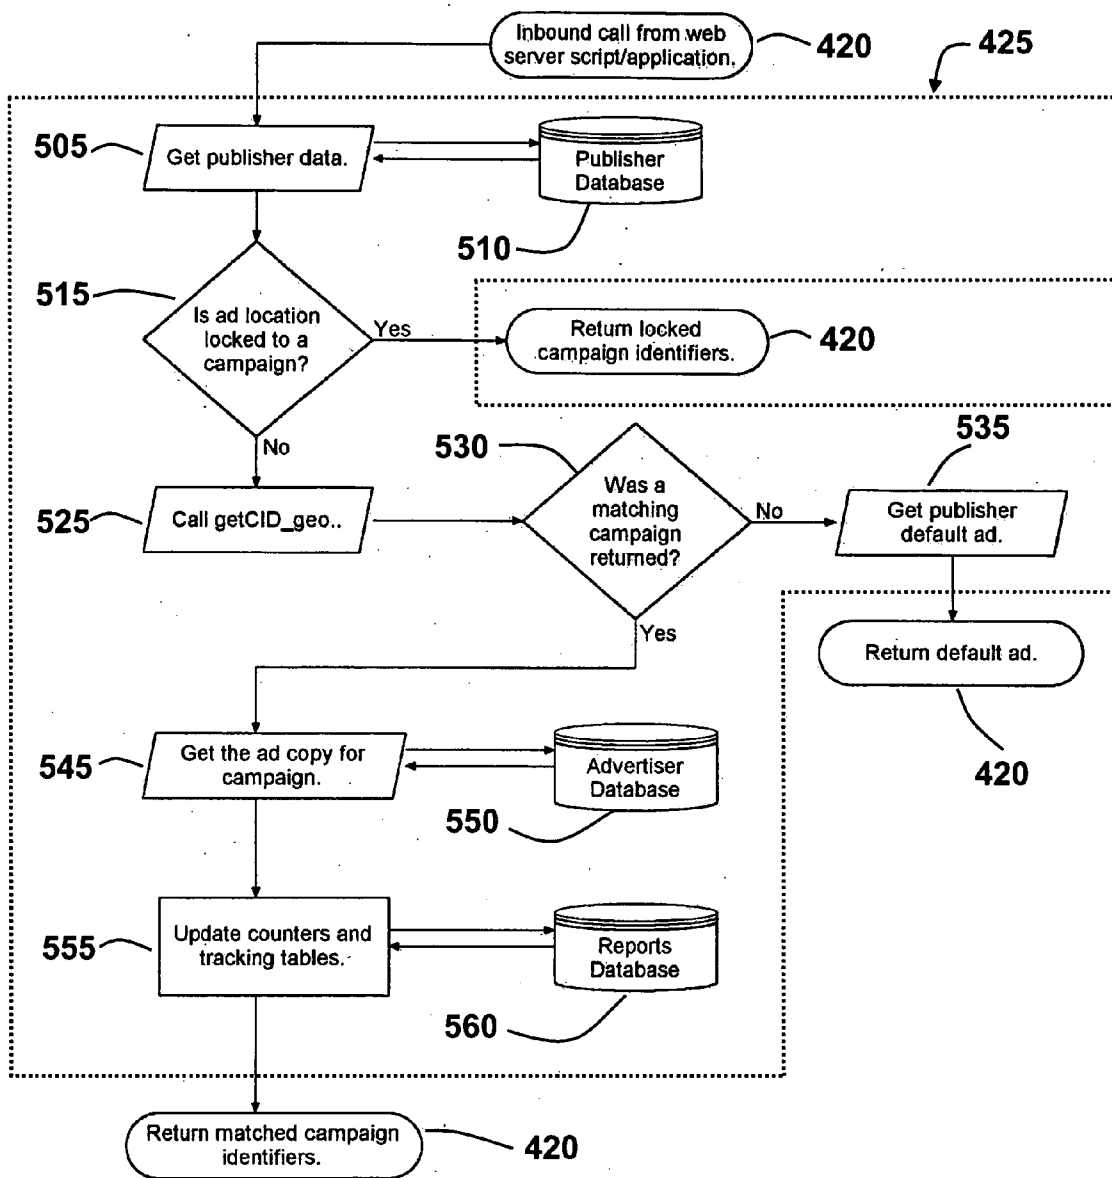 Inbound call from web
server script/application.
420
425
505
Get publisher data.
Publisher
Database
510
515
Is ad location
locked to a
campaign?
Yes
Return locked
campaign identifiers.
420
No
530
535
525
Call getCID_geo..
Was a
matching
campaign
returned?
No
Get publisher
default ad.
Yes
Return default ad.
420
545
Get the ad copy for
campaign.
Advertiser
Database
550
555
Update counters and
tracking tables.
Reports
Database
560
Return matched campaign
identifiers.
420